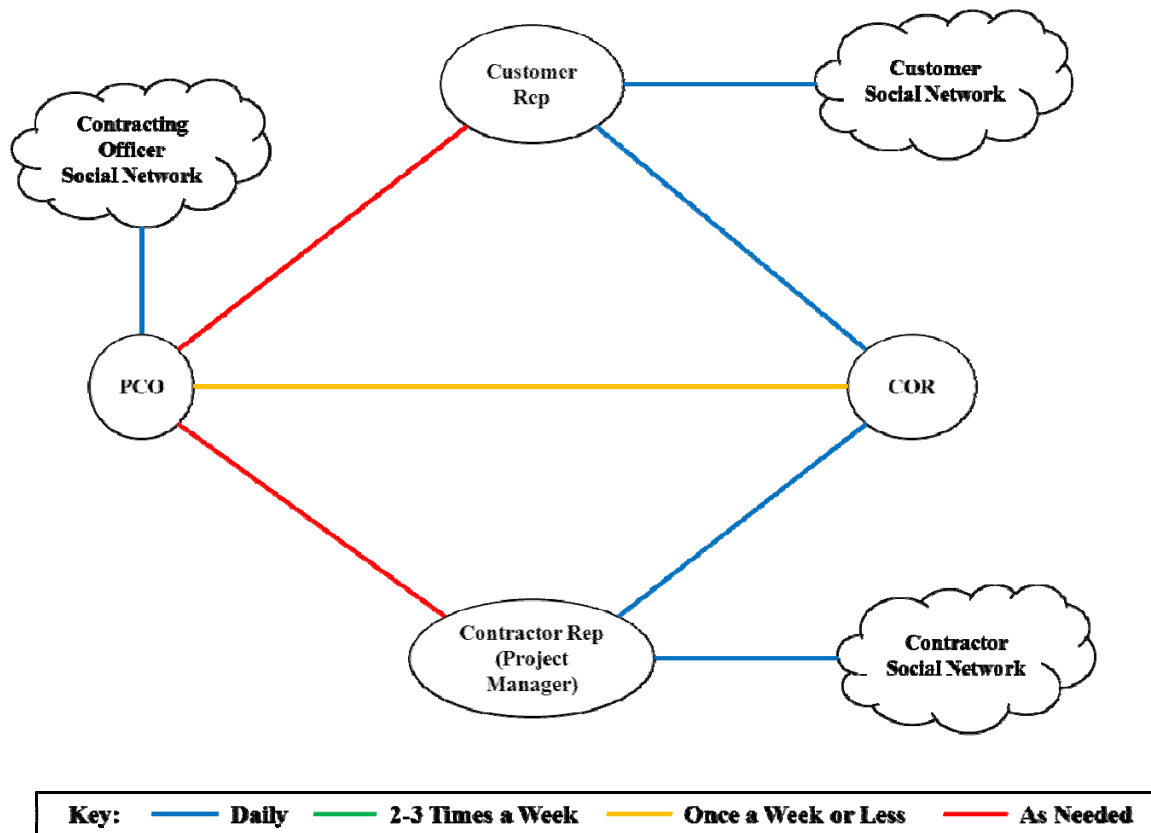 Customer
Rep
Customer
Social Network
Contracting
Officer
Social Network
PCO
COR
Contractor Rep
(Project
Manager)
Contractor
Social Network
Key: Daily 2-3 Times a Week Once a Week or Less As Needed